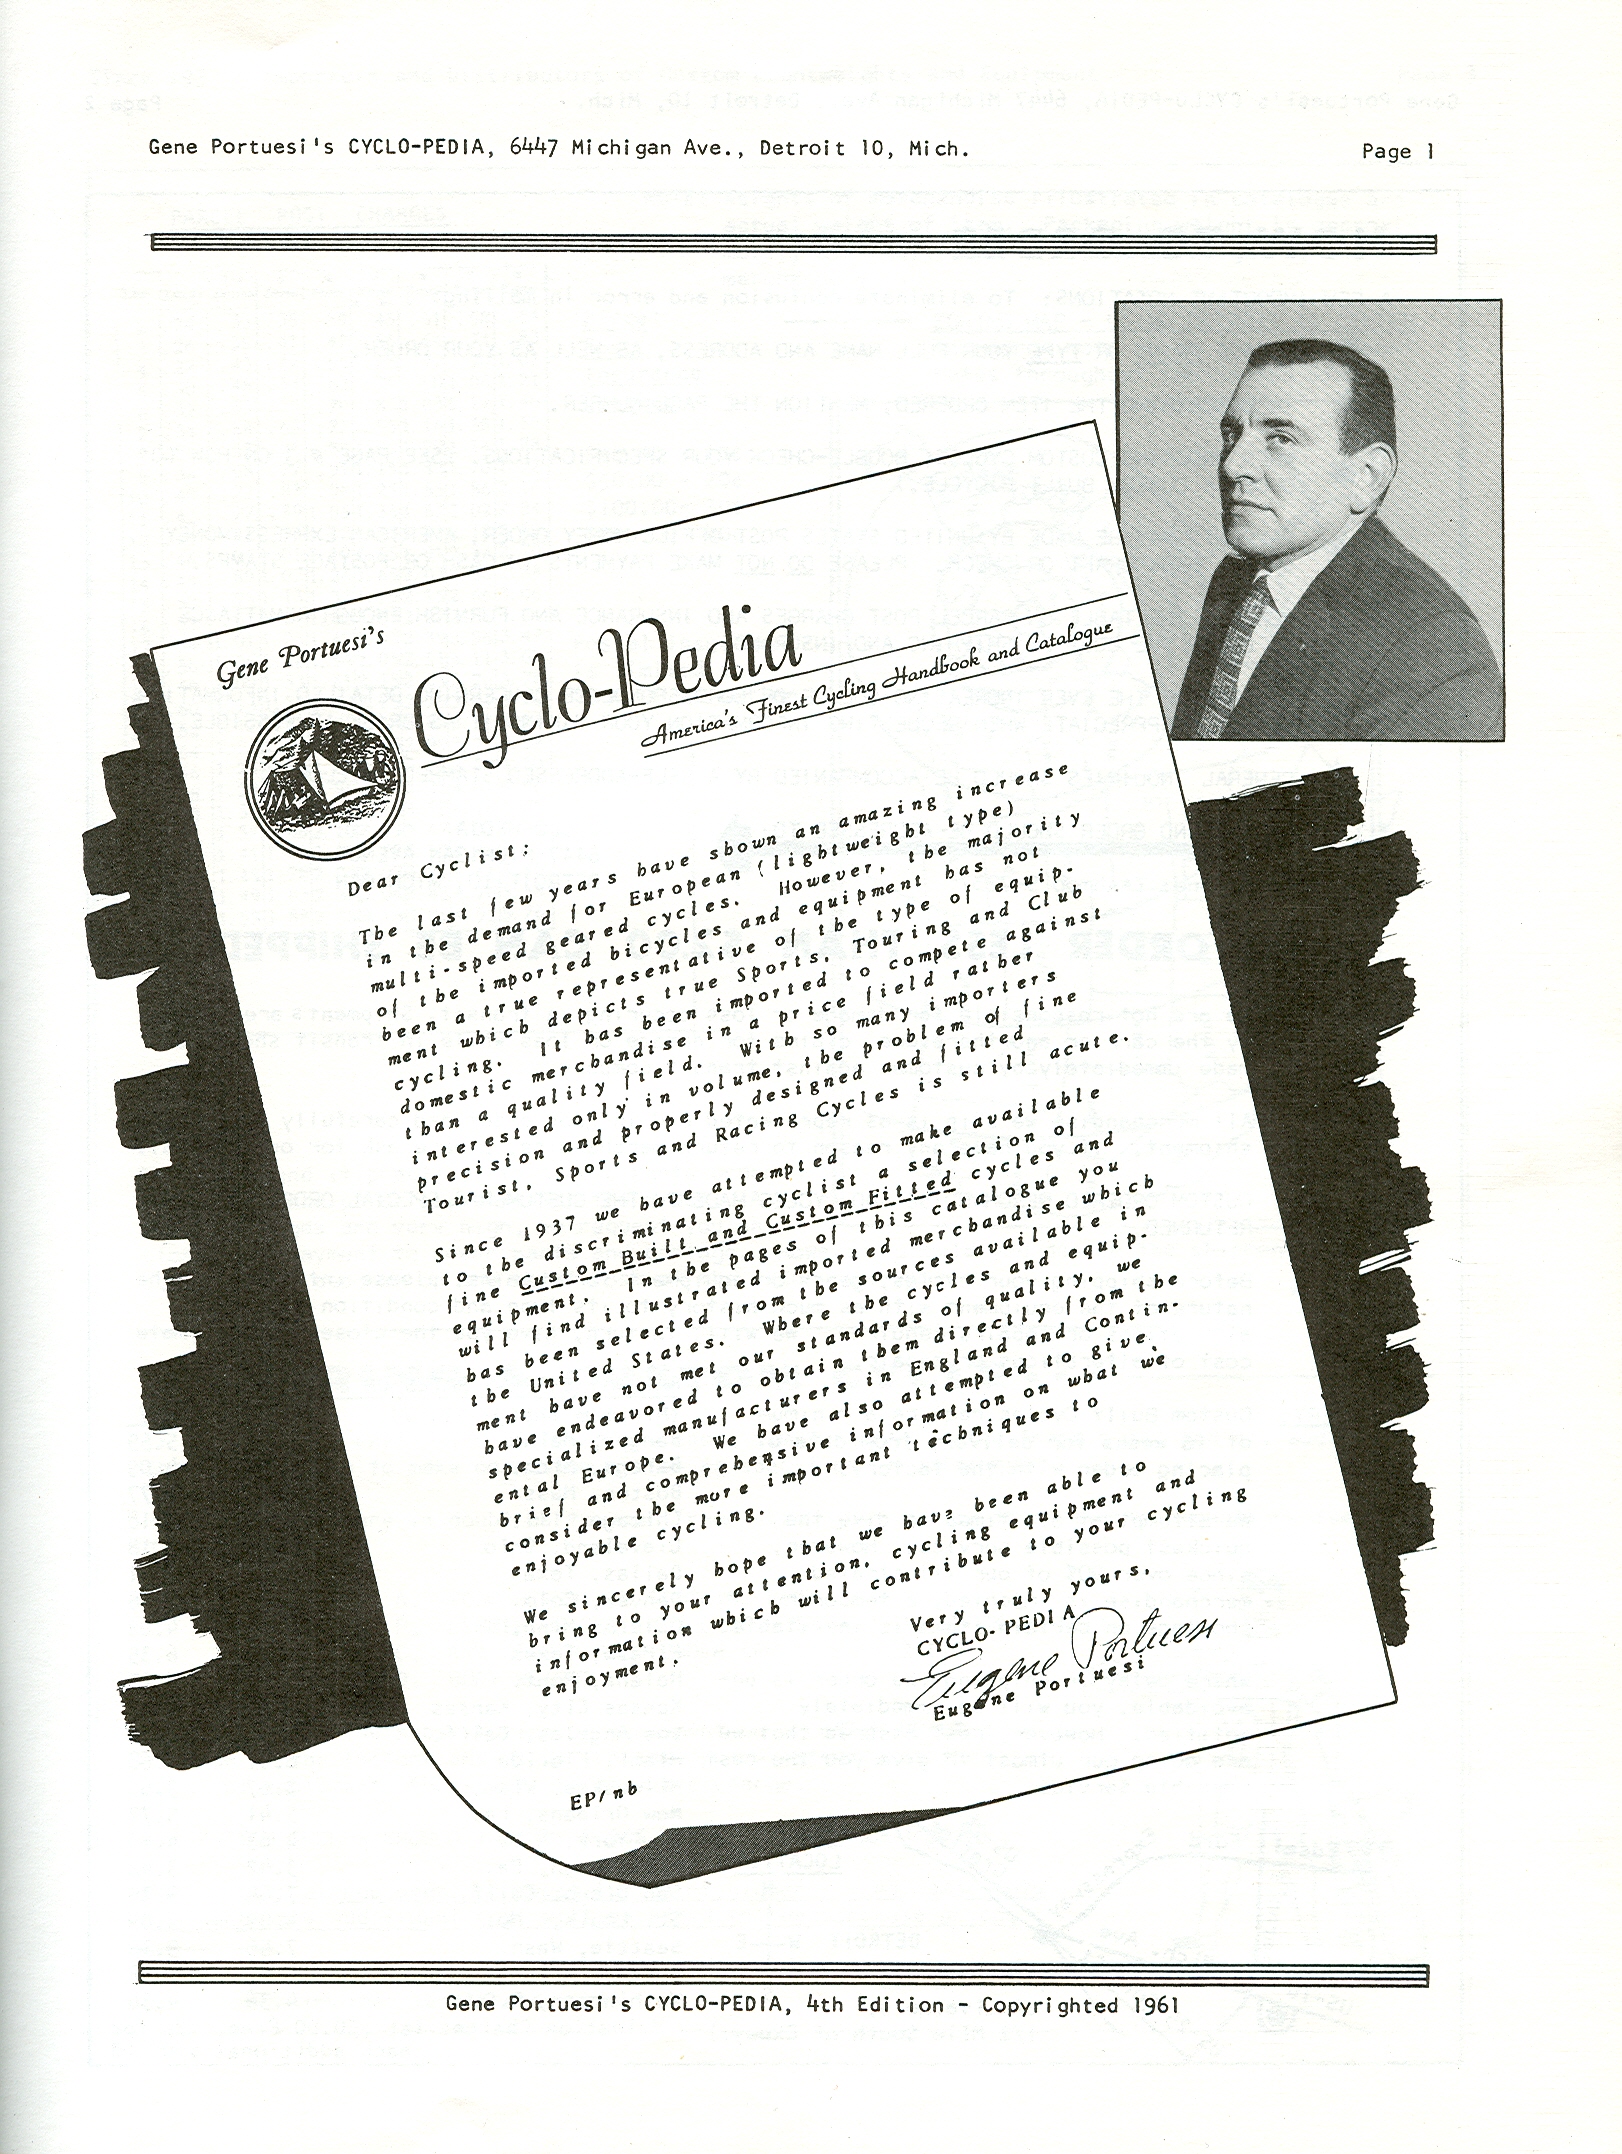 Gene Portuesi's CYCLO-PEDIA, 6447 Michigan Ave., Detroit 10, Mich.
Page 1
Gene Portuesi's
Cyclo-Pedia
America's Finest Cycling Handbook and Catalogue
Dear Cyclist:
The last few years have shown an amazing increase
in the demand for European (lightweight type)
multi-speed geared cycles. However, the majority
of the imported bicycles and equipment has not
been a true representative of the type of equip-
ment which depicts true Sports, Touring and Club
cycling. It has been imported to compete against
domestic merchandise in a price field rather
than a quality field. With so many importers
interested only in volume, the problem of fine
precision and properly designed and fitted
Tourist, Sports and Racing Cycles is still acute.
Since 1937 we have attempted to make available
to the discriminating cyclist a selection of
fine Custom Built and Custom Fitted cycles and
equipment. In the pages of this catalogue you
will find illustrated imported merchandise which
has been selected from the sources available in
the United States. Where the cycles and equip-
ment have not met our standards of quality, we
have endeavored to obtain them directly from the
specialized manufacturers in England and Contin-
ental Europe. We have also attempted to give
brief and comprehensive information on what we
consider the more important techniques to
enjoyable cycling.
We sincerely hope that we have been able to
bring to your attention, cycling equipment and
information which will contribute to your cycling
enjoyment.
Very truly yours,
CYCLO-PEDIA
Eugene Portuesi
Eugene Portuesi
EP/nb
Gene Portuesi's CYCLO-PEDIA, 4th Edition - Copyrighted 1961